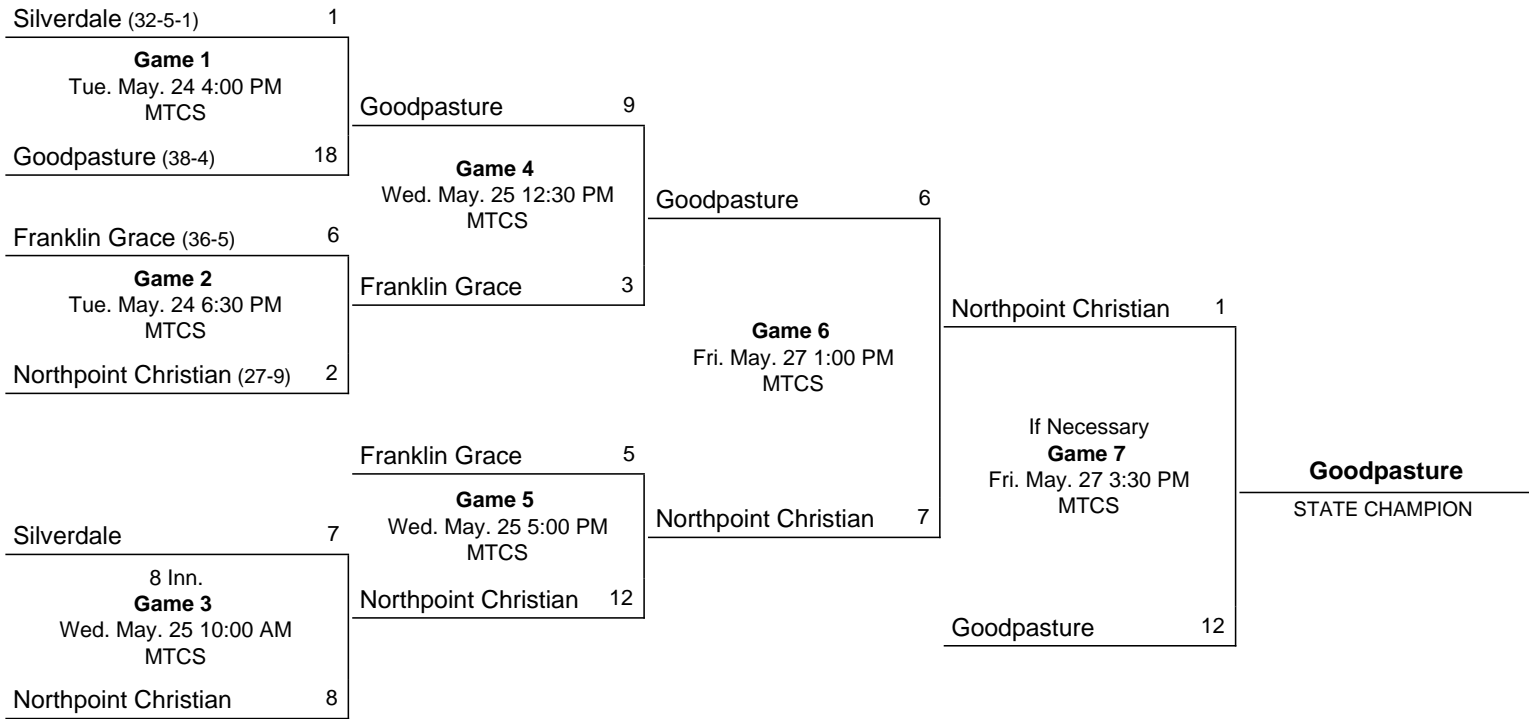 Silverdale (32-5-1) 1
Game 1
Tue. May. 24 4:00 PM
MTCS
Goodpasture (38-4) 18
Franklin Grace (36-5) 6
Game 2
Tue. May. 24 6:30 PM
MTCS
Northpoint Christian (27-9) 2
Silverdale 7
8 Inn.
Game 3
Wed. May. 25 10:00 AM
MTCS
Northpoint Christian 8
Goodpasture 9
Game 4
Wed. May. 25 12:30 PM
MTCS
Franklin Grace 3
Franklin Grace 5
Game 5
Wed. May. 25 5:00 PM
MTCS
Northpoint Christian 12
Goodpasture 6
Game 6
Fri. May. 27 1:00 PM
MTCS
Northpoint Christian 7
Northpoint Christian 1
If Necessary
Game 7
Fri. May. 27 3:30 PM
MTCS
Goodpasture 12
Goodpasture
STATE CHAMPION